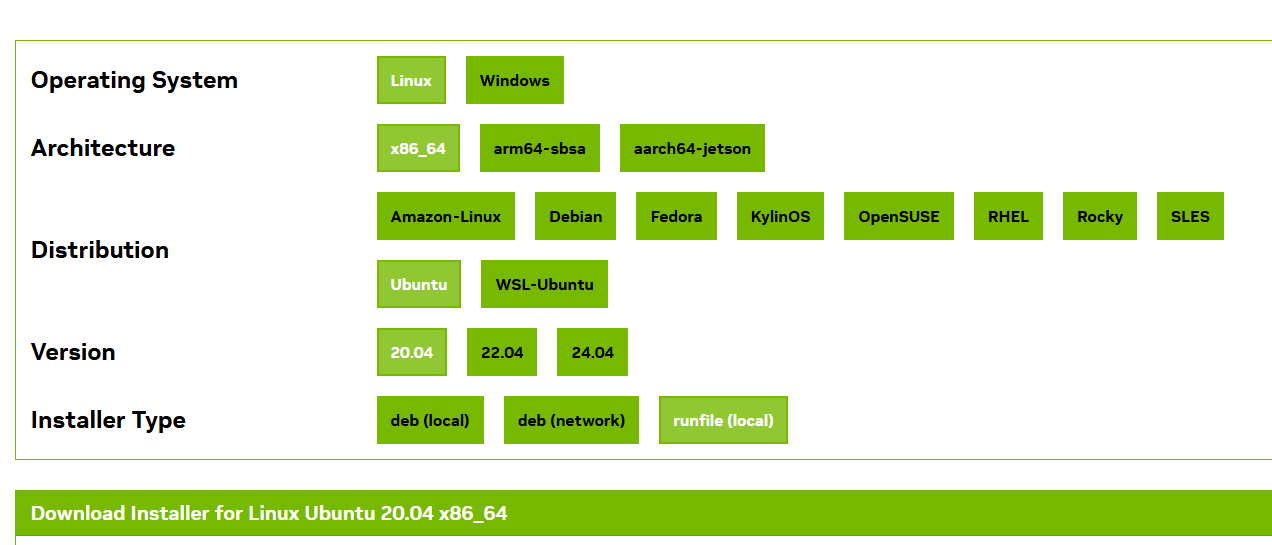 Operating System Linux Windows
Architecture x86_64 arm64-sbsa aarch64-jetson
Amazon-Linux Debian Fedora KylinOS OpenSUSE RHEL Rocky SLES
Distribution
Ubuntu WSL-Ubuntu
Version 20.04 22.04 24.04
Installer Type deb (local) deb (network) runfile (local)
Download Installer for Linux Ubuntu 20.04 x86_64